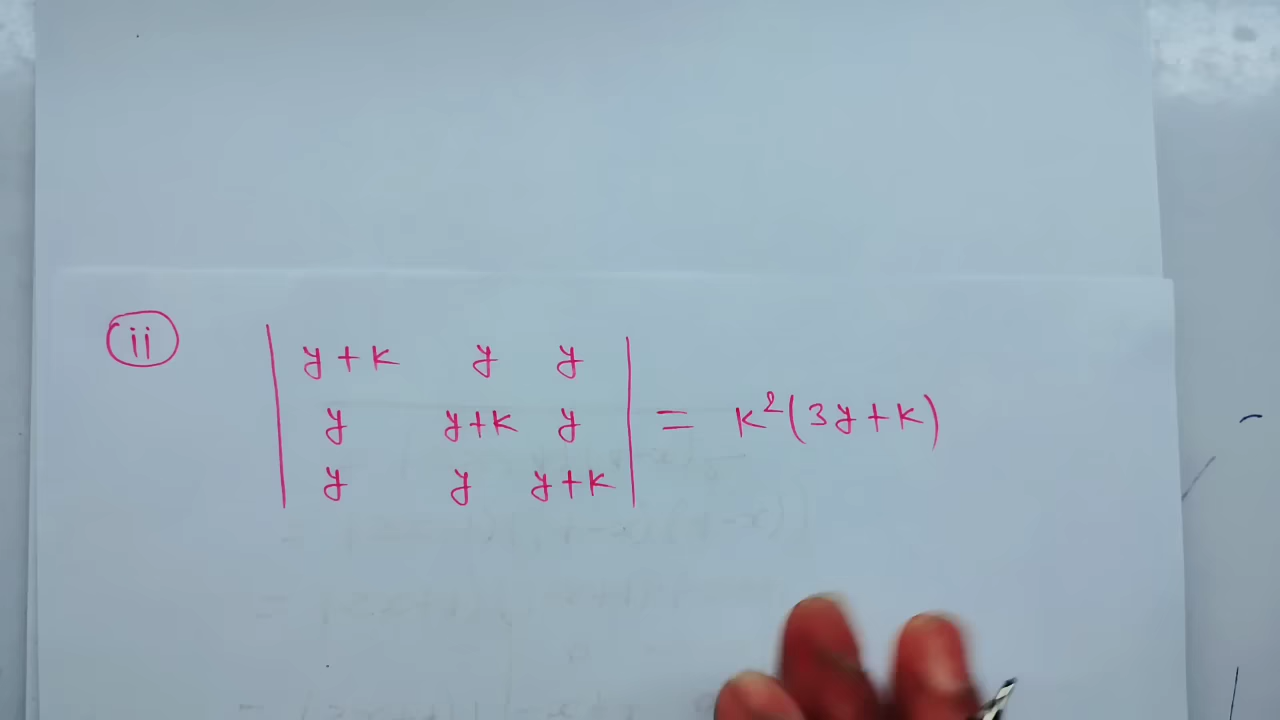 ii
| y+k y y |
| y y+k y | = k²(3y+k)
| y y y+k |